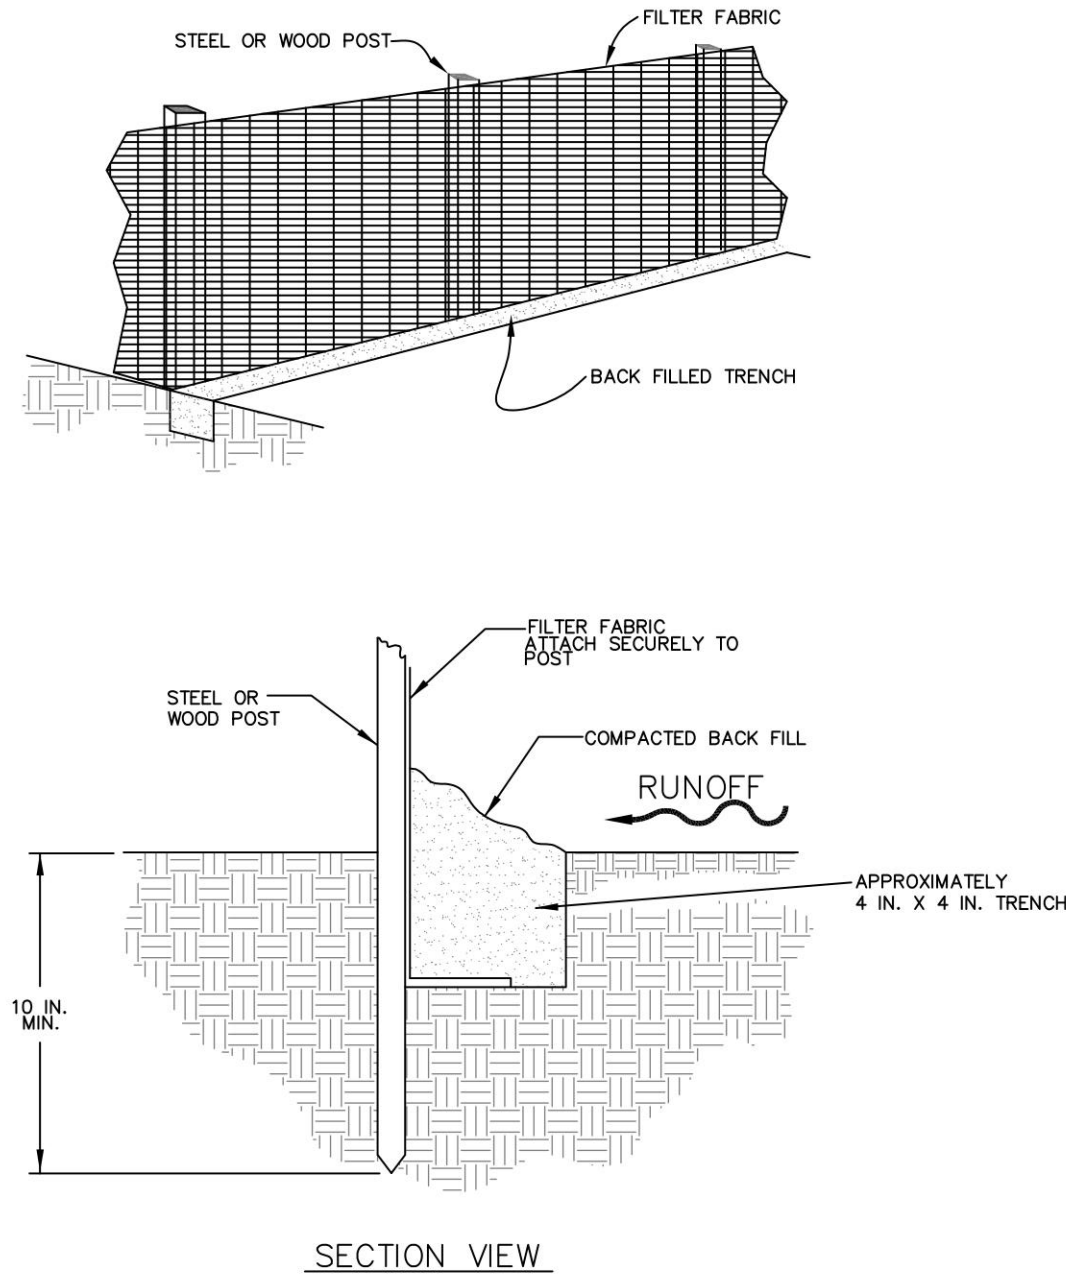 FILTER FABRIC
STEEL OR WOOD POST
BACK FILLED TRENCH
FILTER FABRIC
ATTACH SECURELY TO
POST
STEEL OR
WOOD POST
COMPACTED BACK FILL
RUNOFF
APPROXIMATELY
4 IN. X 4 IN. TRENCH
10 IN.
MIN.
SECTION VIEW